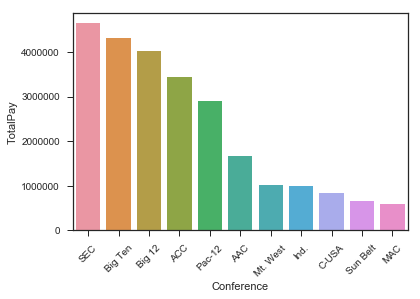 TotalPay
4000000
3000000
2000000
1000000
0
SEC
Big Ten
Big 12
ACC
Pac-12
AAC
Mt. West
Ind.
C-USA
Sun Belt
MAC
Conference